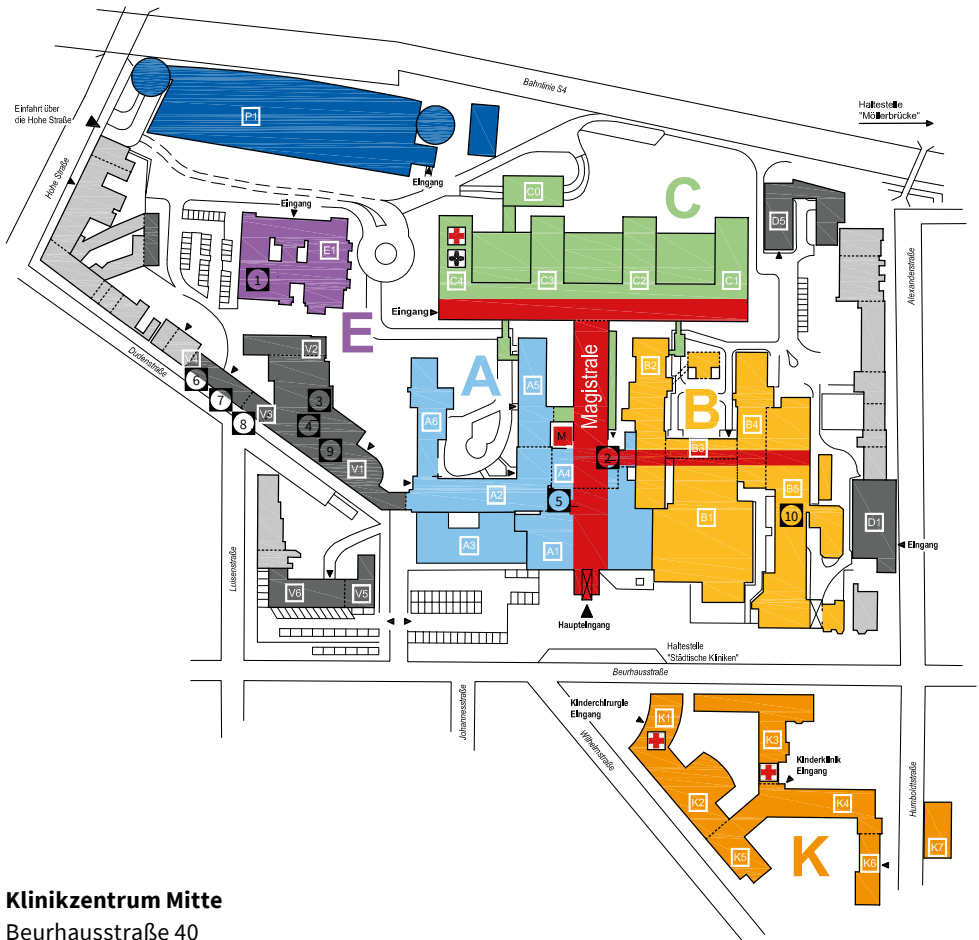 Bahnlinie S4
Einfahrt über
die Hohe Straße
Haltestelle
"Möllerbrücke"
P1
Hohe Straße
Eingang
C0
C
D5
Eingang
E1
1
C4
C3
C2
C1
Alexanderstraße
Eingang
E
V2
A
A5
Magistrale
B2
B
Dudenstraße
6
7
8
V3
3
4
9
V1
A6
M
A4
2
B3
B4
A2
5
B5
10
B1
D1
A3
A1
Eingang
Luisenstraße
V6
V5
Haupteingang
Haltestelle
"Städtische Kliniken"
Beurhausstraße
Johannesstraße
Wilhelmstraße
Kinderchirurgie
Eingang
K1
K3
Kinderklinik
Eingang
Humboldtstraße
K2
K4
K
K5
K6
K7
Klinikzentrum Mitte
Beurhausstraße 40